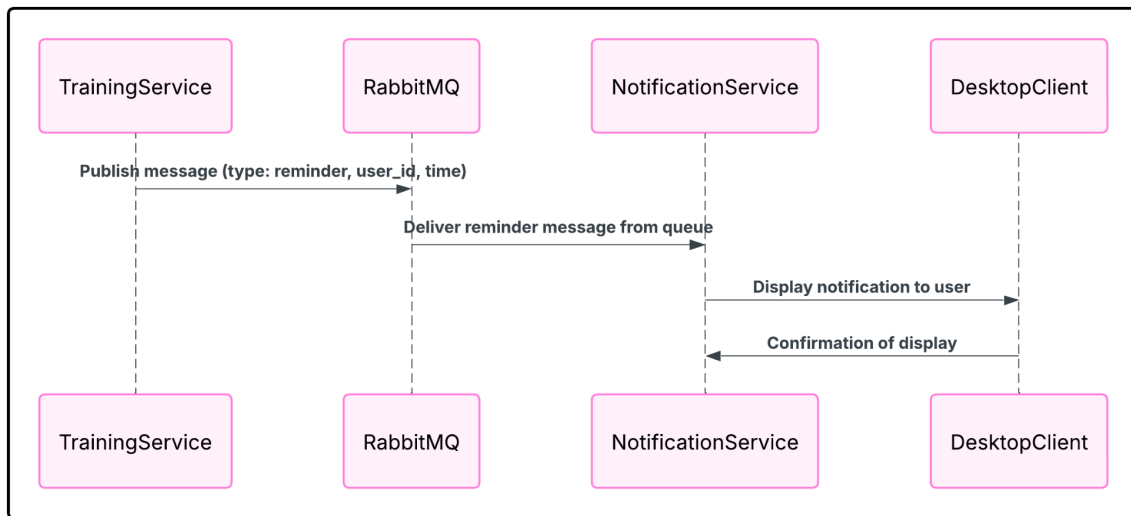 TrainingService
RabbitMQ
NotificationService
DesktopClient
Publish message (type: reminder, user_id, time)
Deliver reminder message from queue
Display notification to user
Confirmation of display
TrainingService
RabbitMQ
NotificationService
DesktopClient